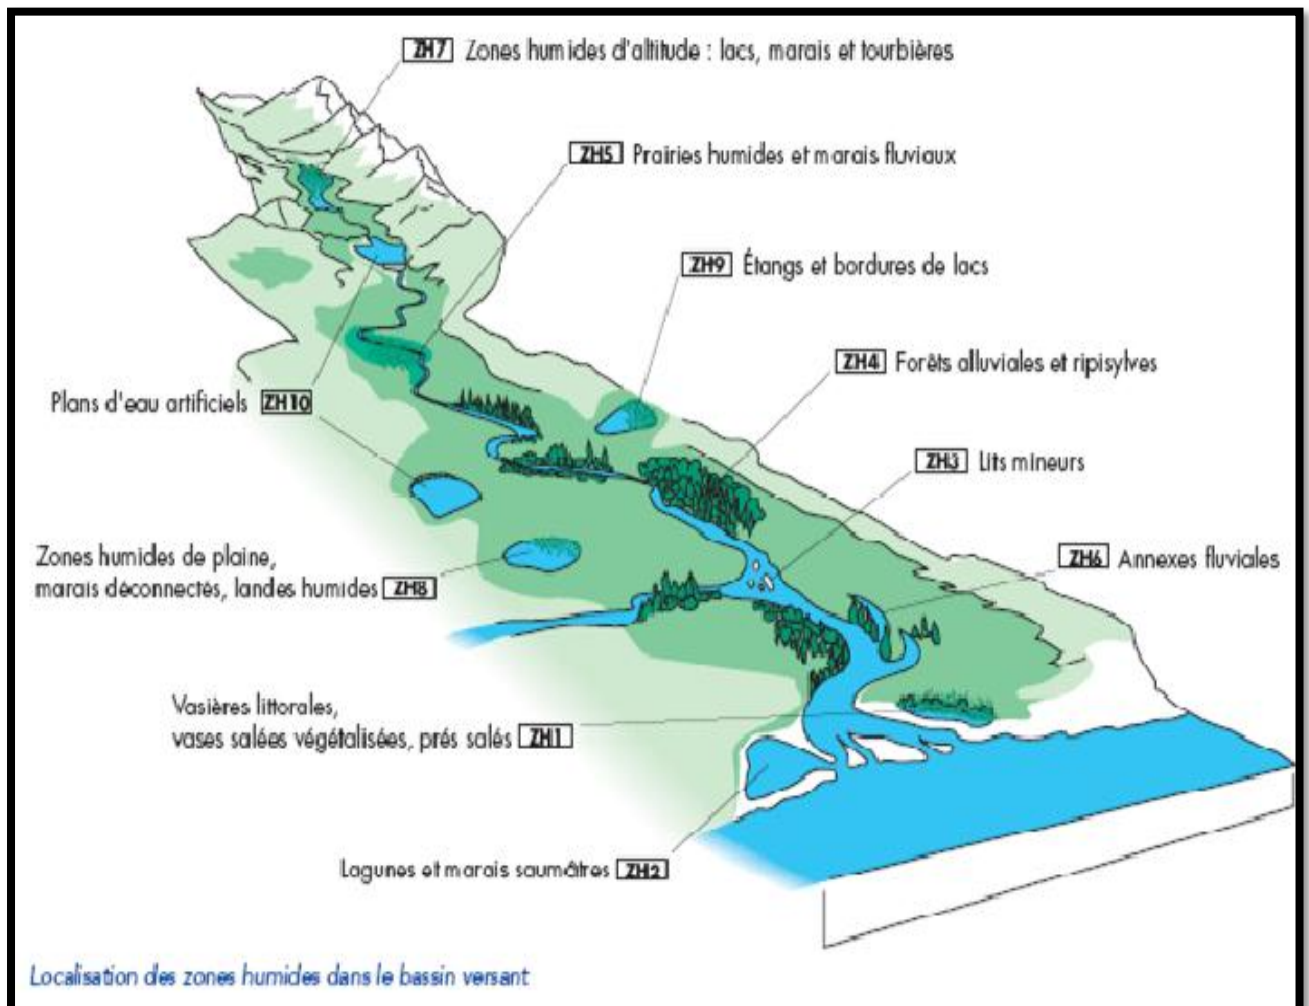 ZH7 Zones humides d'altitude : lacs, marais et tourbières
ZH5 Prairies humides et marais fluviaux
ZH9 Étangs et bordures de lacs
ZH4 Forêts alluviales et ripisylves
Plans d'eau artificiels ZH10
ZH3 Lits mineurs
Zones humides de plaine,
marais déconnectés, landes humides ZH8
ZH6 Annexes fluviales
Vasières littorales,
vases salées végétalisées, prés salés ZH1
Lagunes et marais saumâtres ZH2
Localisation des zones humides dans le bassin versant